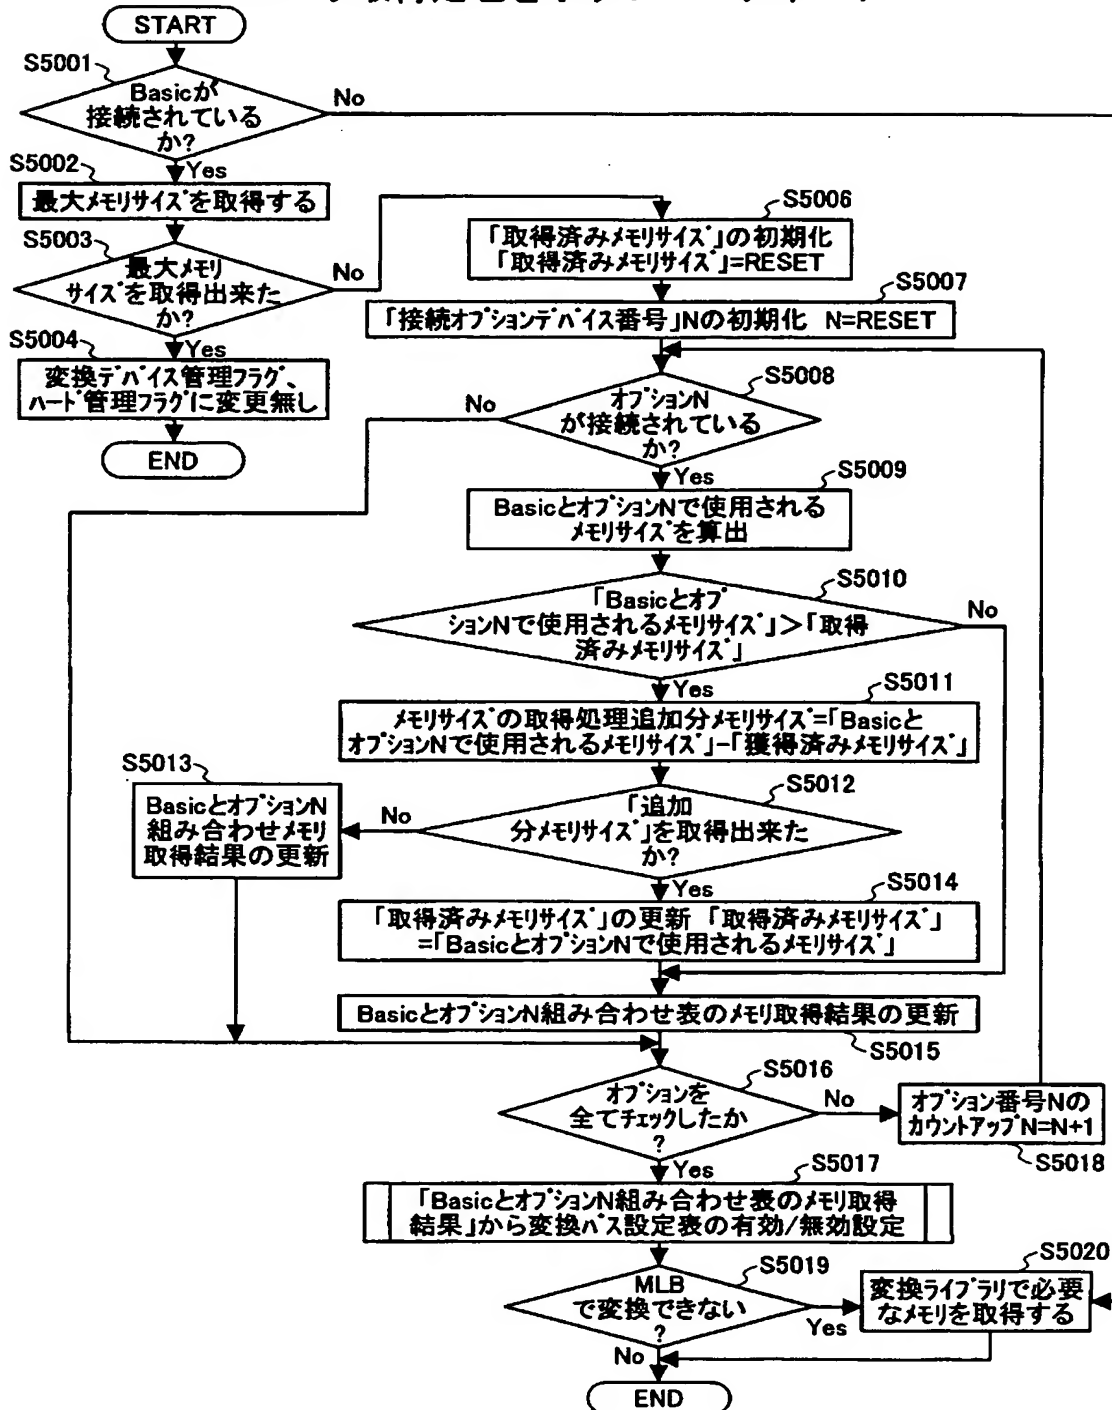 START
S5001
Basicが
接続されている
か?
No
Yes
S5002
最大メモリサイズを取得する
S5003
最大メモリ
サイズを取得出来た
か?
No
Yes
S5004
変換デバイス管理フラグ、
ハード管理フラグに変更無し
END
S5006
「取得済みメモリサイズ」の初期化
「取得済みメモリサイズ」=RESET
S5007
「接続オプションデバイス番号」Nの初期化 N=RESET
S5008
オプションN
が接続されている
か?
No
Yes
S5009
BasicとオプションNで使用される
メモリサイズを算出
S5010
「Basicとオプ
ションNで使用されるメモリサイズ」>「取得
済みメモリサイズ」
No
Yes
S5011
メモリサイズの取得処理追加分メモリサイズ=「Basicと
オプションNで使用されるメモリサイズ」-「獲得済みメモリサイズ」
S5012
「追加
分メモリサイズ」を取得出来た
か?
No
Yes
S5013
BasicとオプションN
組み合わせメモリ
取得結果の更新
S5014
「取得済みメモリサイズ」の更新 「取得済みメモリサイズ」
=「BasicとオプションNで使用されるメモリサイズ」
BasicとオプションN組み合わせ表のメモリ取得結果の更新
S5015
S5016
オプションを
全てチェックしたか
?
No
Yes
オプション番号Nの
カウントアップN=N+1
S5018
S5017
「BasicとオプションN組み合わせ表のメモリ取得
結果」から変換パス設定表の有効/無効設定
S5019
MLB
で変換できない
?
Yes
No
S5020
変換ライブラリで必要
なメモリを取得する
END